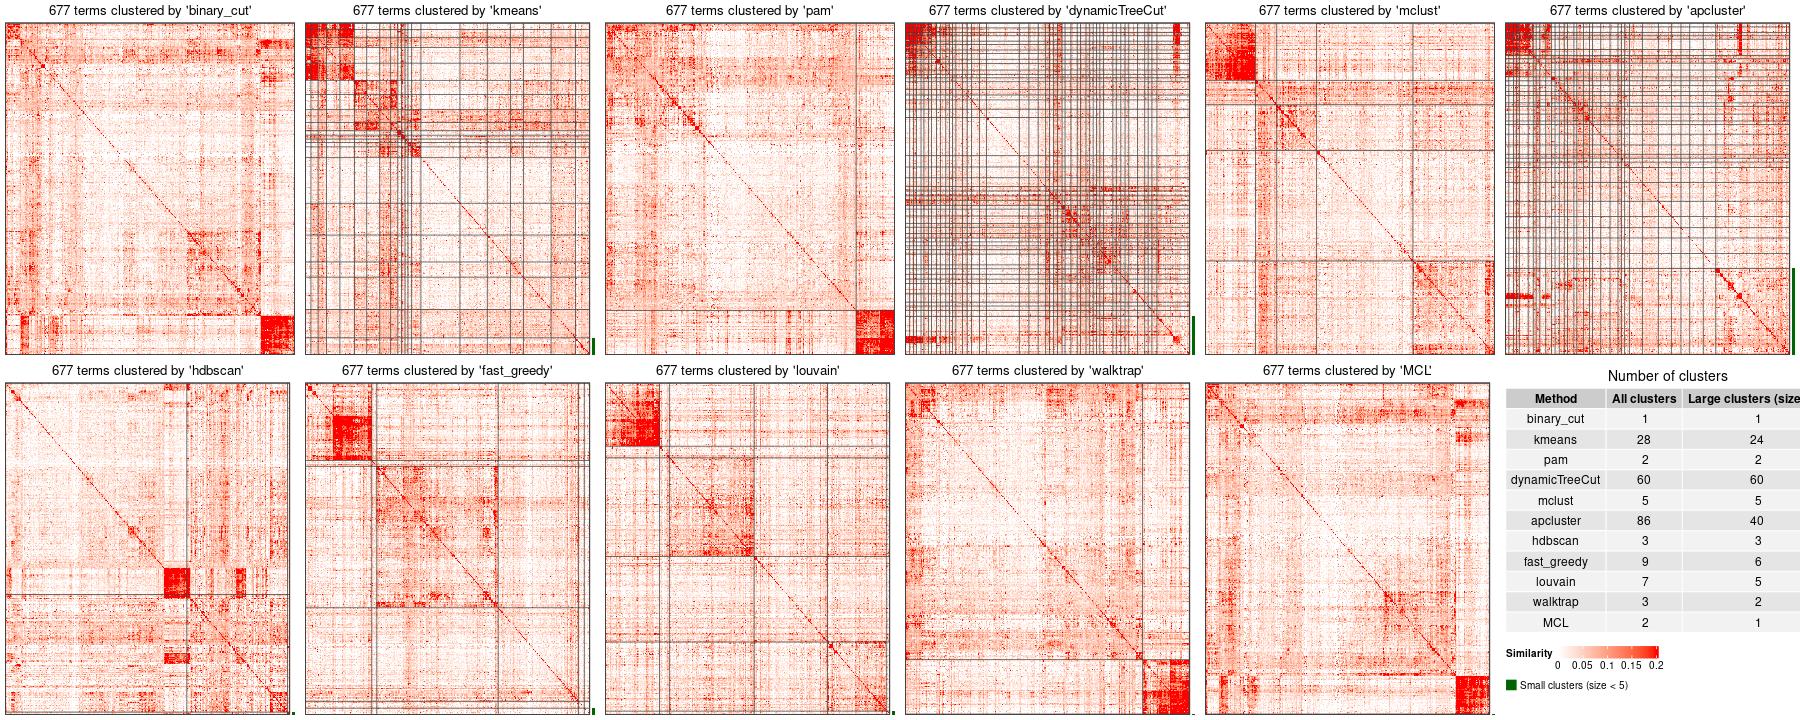 677 terms clustered by 'binary_cut'
677 terms clustered by 'kmeans'
677 terms clustered by 'pam'
677 terms clustered by 'dynamicTreeCut'
677 terms clustered by 'mclust'
677 terms clustered by 'apcluster'
677 terms clustered by 'hdbscan'
677 terms clustered by 'fast_greedy'
677 terms clustered by 'louvain'
677 terms clustered by 'walktrap'
677 terms clustered by 'MCL'
Number of clusters
Method All clusters Large clusters (size
binary_cut 1 1
kmeans 28 24
pam 2 2
dynamicTreeCut 60 60
mclust 5 5
apcluster 86 40
hdbscan 3 3
fast_greedy 9 6
louvain 7 5
walktrap 3 2
MCL 2 1
Similarity
0 0.05 0.1 0.15 0.2
Small clusters (size < 5)